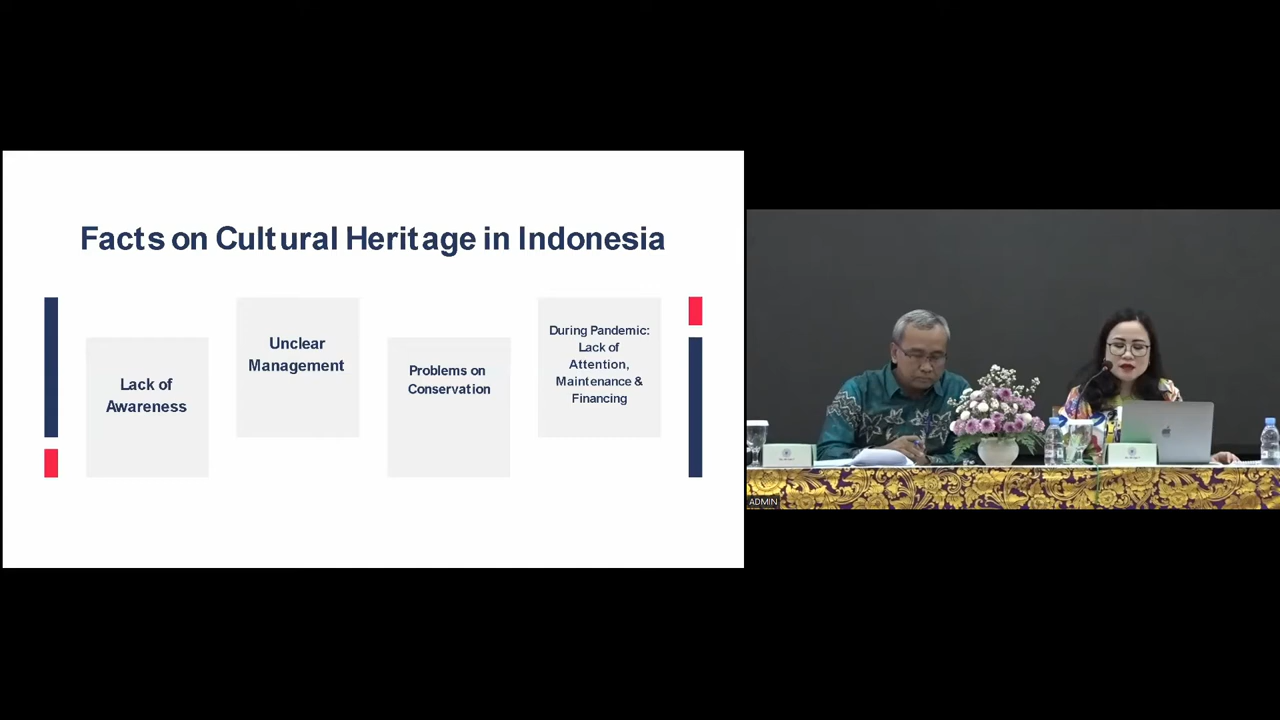 Facts on Cultural Heritage in Indonesia
Lack of
Awareness
Unclear
Management
Problems on
Conservation
During Pandemic:
Lack of
Attention,
Maintenance &
Financing
ADMIN